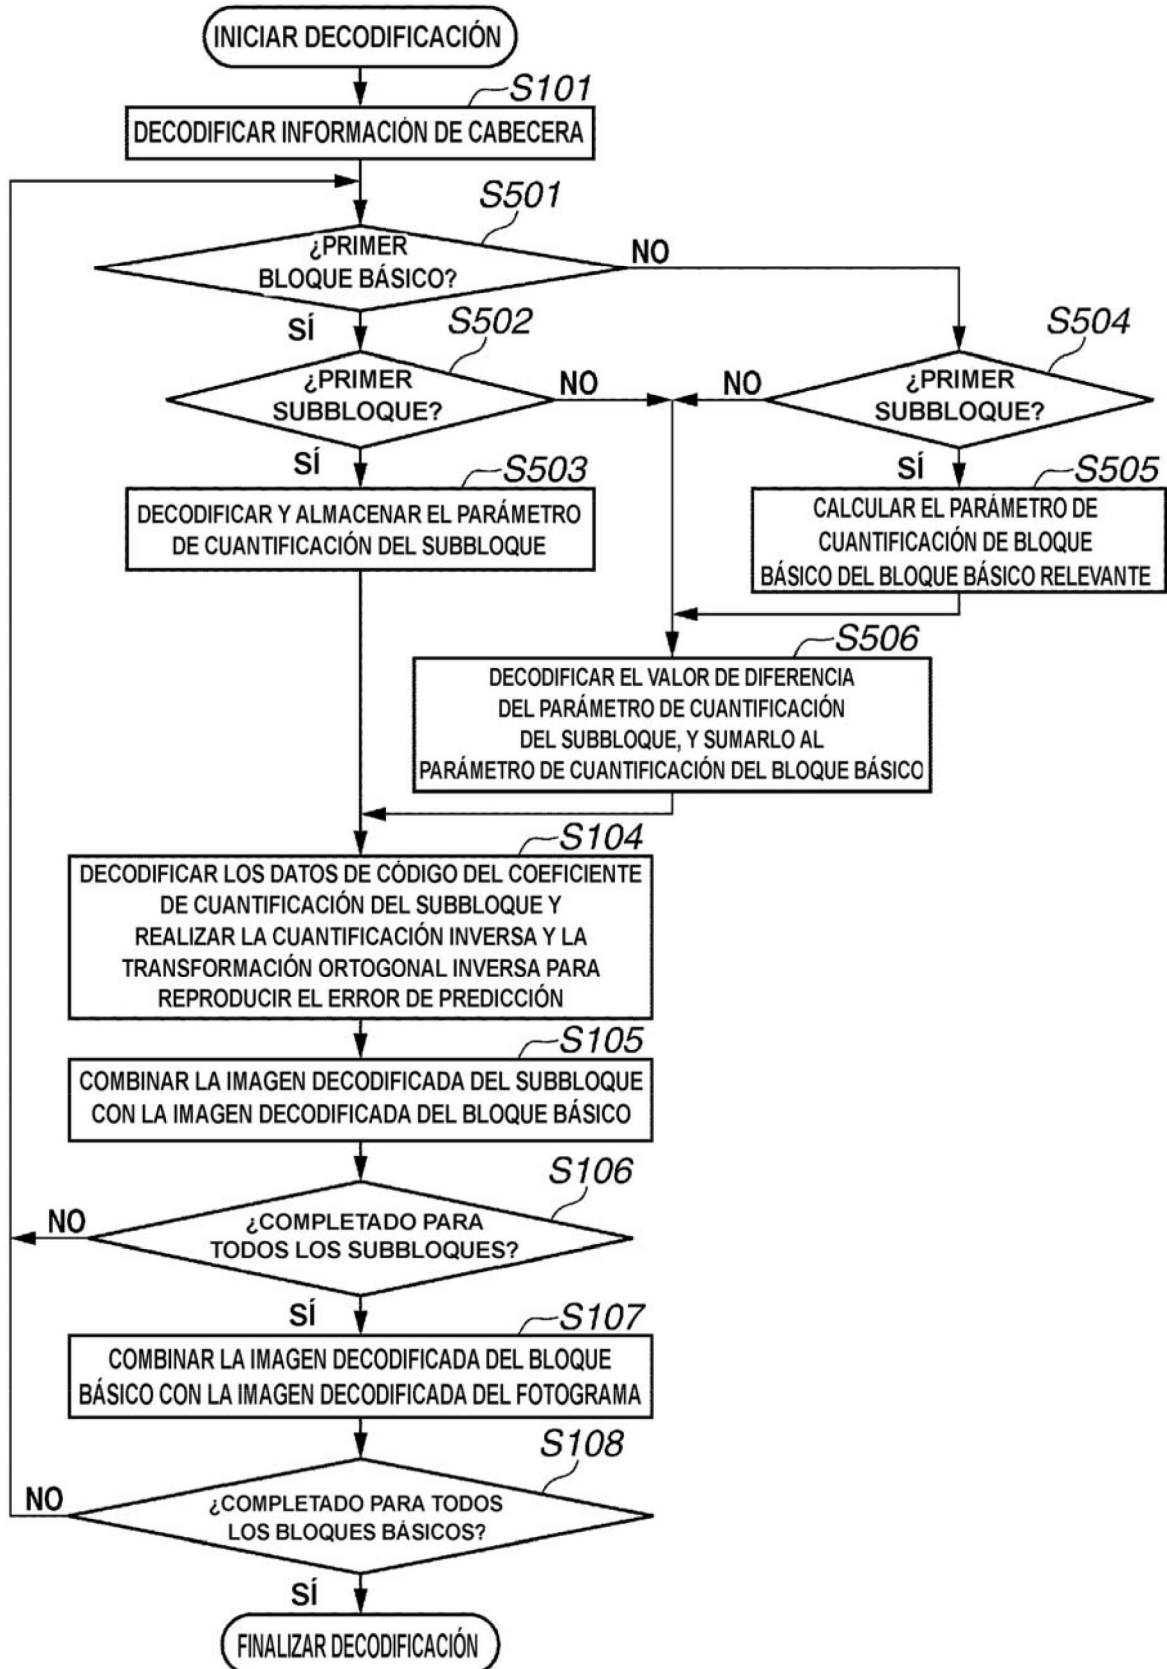 INICIAR DECODIFICACIÓN
S101
DECODIFICAR INFORMACIÓN DE CABECERA
S501
¿PRIMER
BLOQUE BÁSICO?
NO
SÍ
S502
¿PRIMER
SUBBLOQUE?
NO
SÍ
S504
¿PRIMER
SUBBLOQUE?
NO
SÍ
S503
DECODIFICAR Y ALMACENAR EL PARÁMETRO
DE CUANTIFICACIÓN DEL SUBBLOQUE
S505
CALCULAR EL PARÁMETRO DE
CUANTIFICACIÓN DE BLOQUE
BÁSICO DEL BLOQUE BÁSICO RELEVANTE
S506
DECODIFICAR EL VALOR DE DIFERENCIA
DEL PARÁMETRO DE CUANTIFICACIÓN
DEL SUBBLOQUE, Y SUMARLO AL
PARÁMETRO DE CUANTIFICACIÓN DEL BLOQUE BÁSICO
S104
DECODIFICAR LOS DATOS DE CÓDIGO DEL COEFICIENTE
DE CUANTIFICACIÓN DEL SUBBLOQUE Y
REALIZAR LA CUANTIFICACIÓN INVERSA Y LA
TRANSFORMACIÓN ORTOGONAL INVERSA PARA
REPRODUCIR EL ERROR DE PREDICCIÓN
S105
COMBINAR LA IMAGEN DECODIFICADA DEL SUBBLOQUE
CON LA IMAGEN DECODIFICADA DEL BLOQUE BÁSICO
S106
¿COMPLETADO PARA
TODOS LOS SUBBLOQUES?
NO
SÍ
S107
COMBINAR LA IMAGEN DECODIFICADA DEL BLOQUE
BÁSICO CON LA IMAGEN DECODIFICADA DEL FOTOGRAMA
S108
¿COMPLETADO PARA TODOS
LOS BLOQUES BÁSICOS?
NO
SÍ
FINALIZAR DECODIFICACIÓN